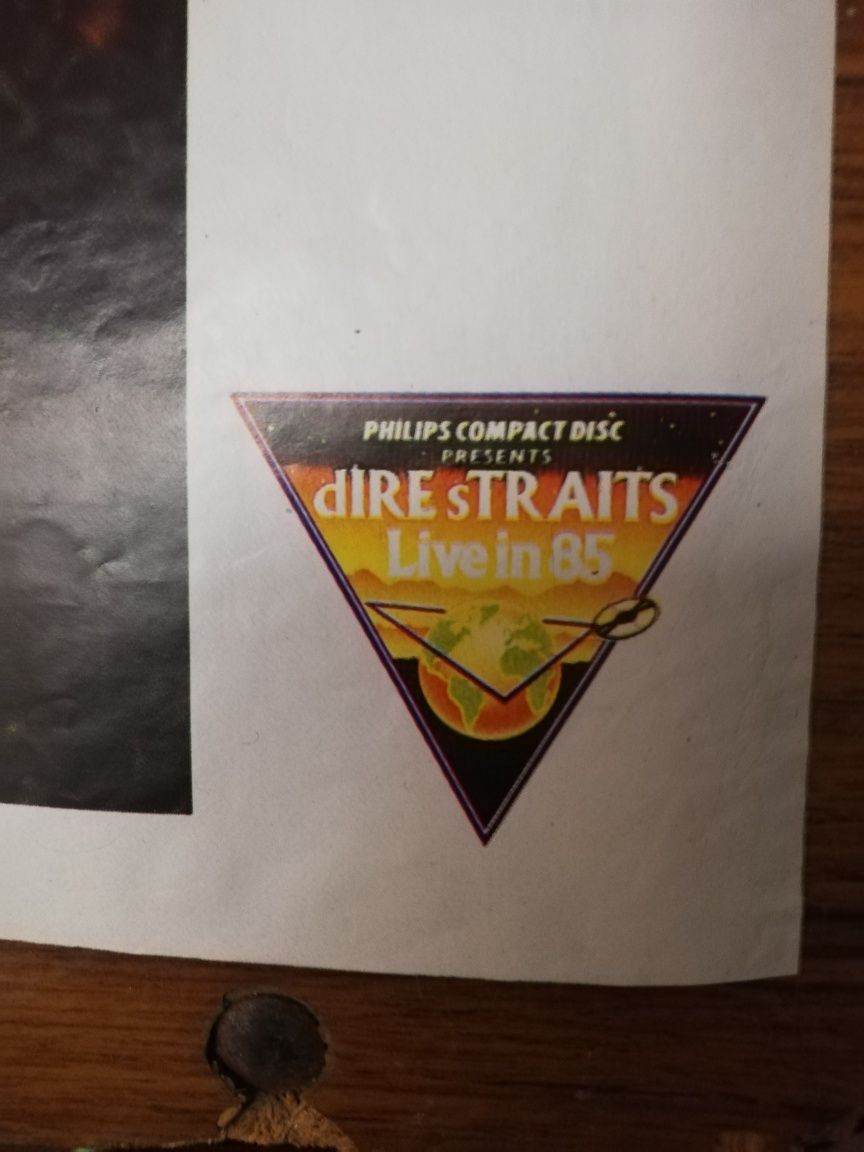 PHILIPS COMPACT DISC
PRESENTS
dIRE sTRAITS
Live in 85